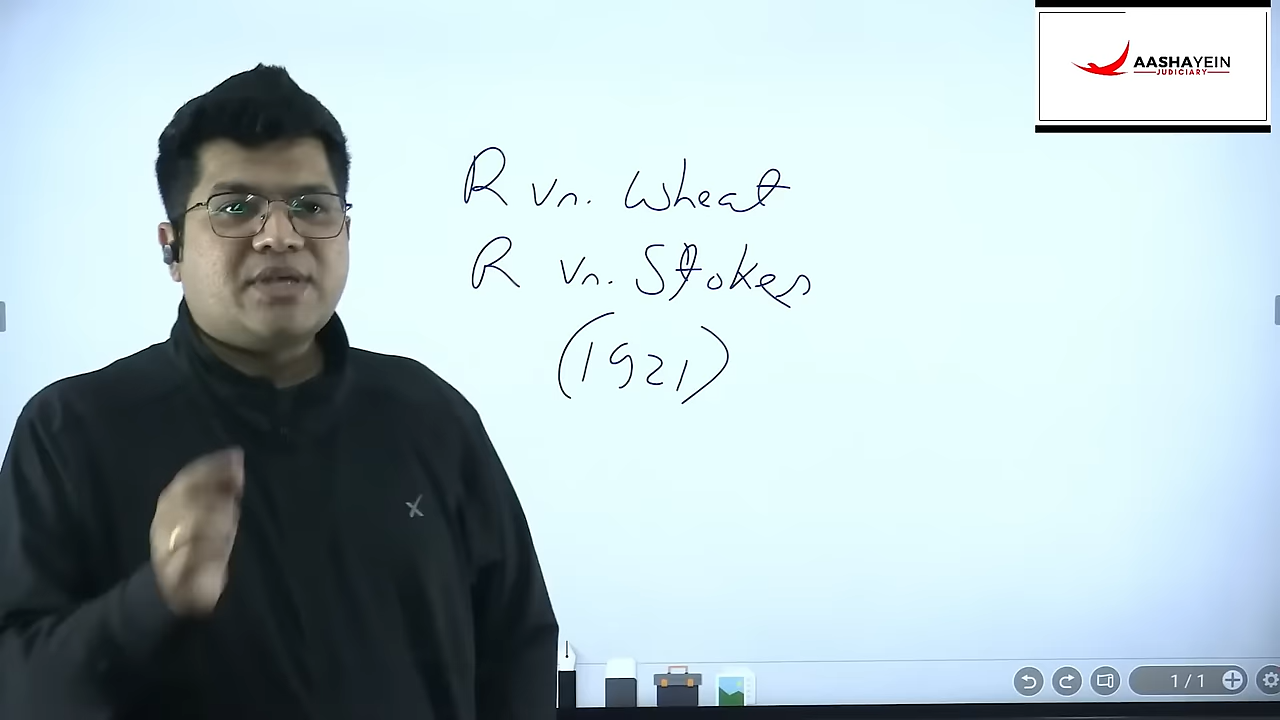 AASHAYEIN
JUDICIARY
R Vn. Wheat
R Vn. Stokes
(1921)
1 / 1